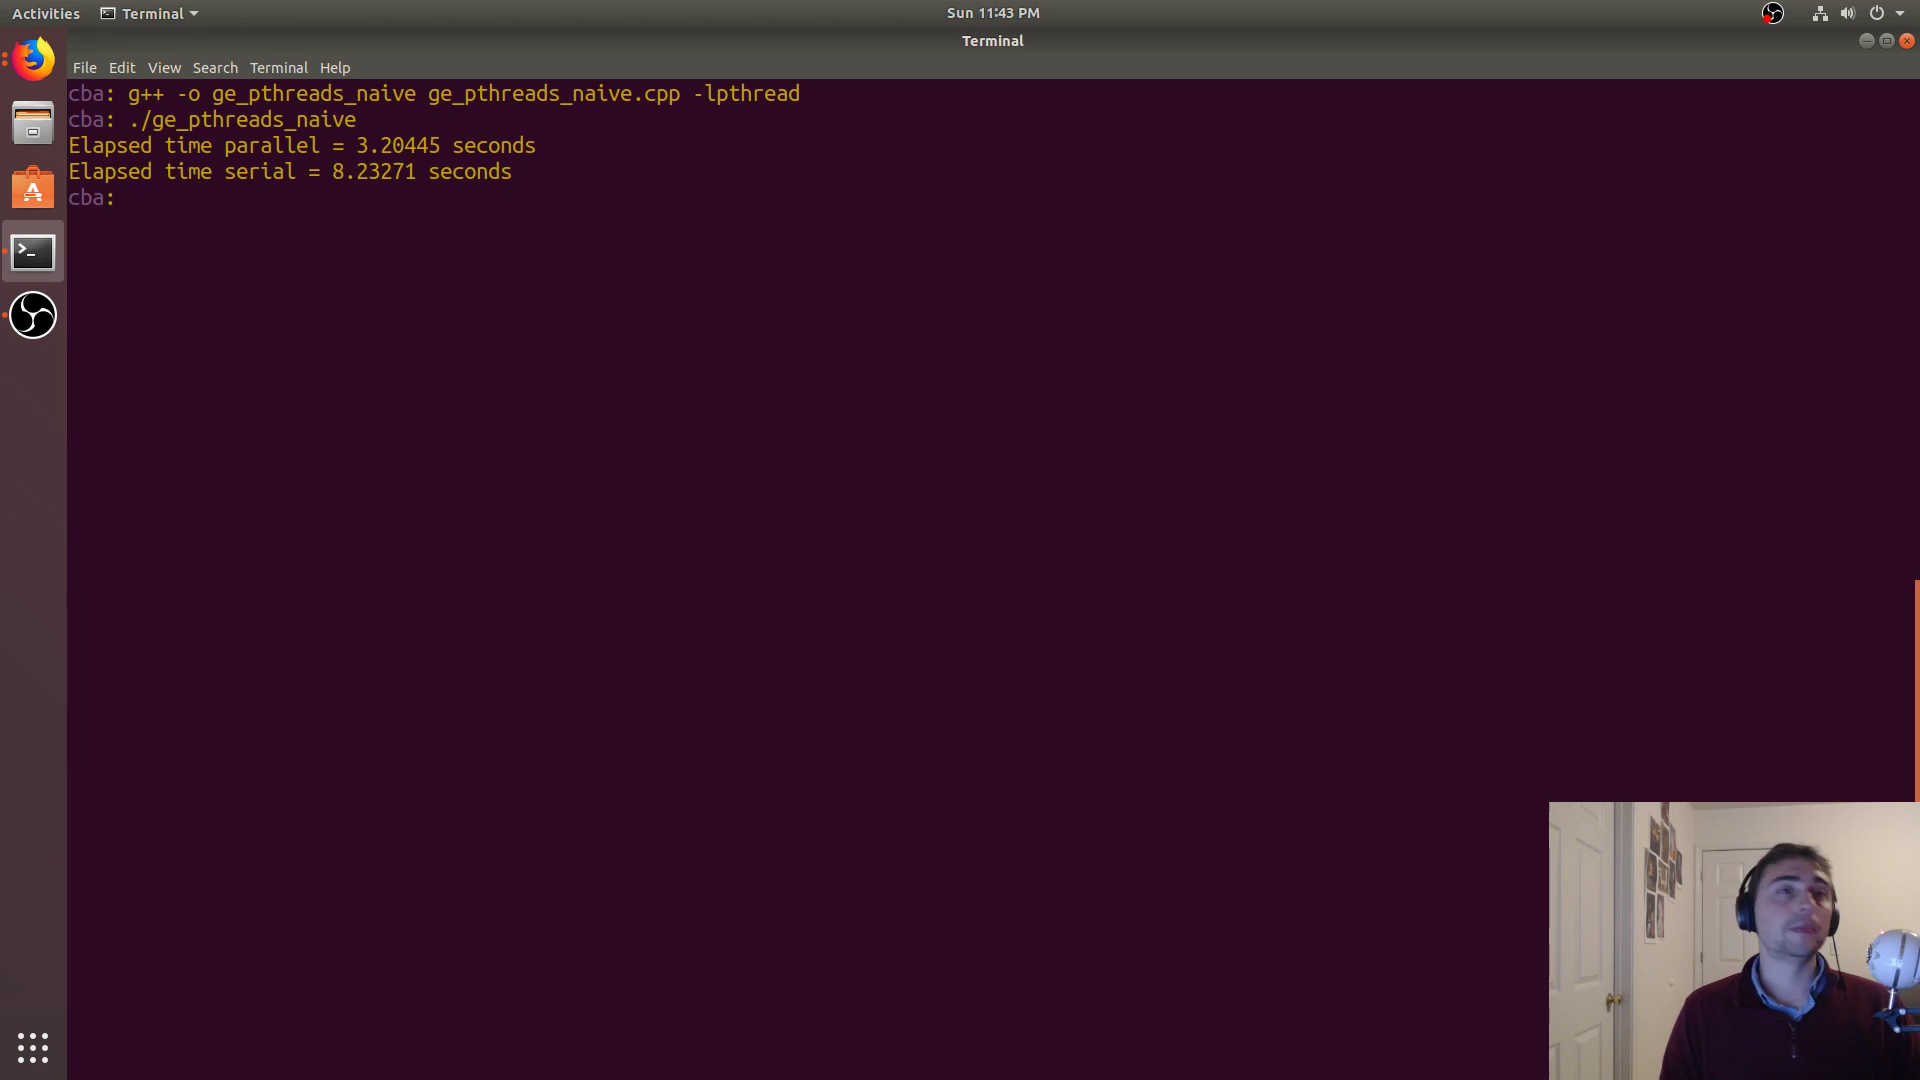 Activities
Terminal
Sun 11:43 PM
Terminal
File Edit View Search Terminal Help
cba: g++ -o ge_pthreads_naive ge_pthreads_naive.cpp -lpthread
cba: ./ge_pthreads_naive
Elapsed time parallel = 3.20445 seconds
Elapsed time serial = 8.23271 seconds
cba: